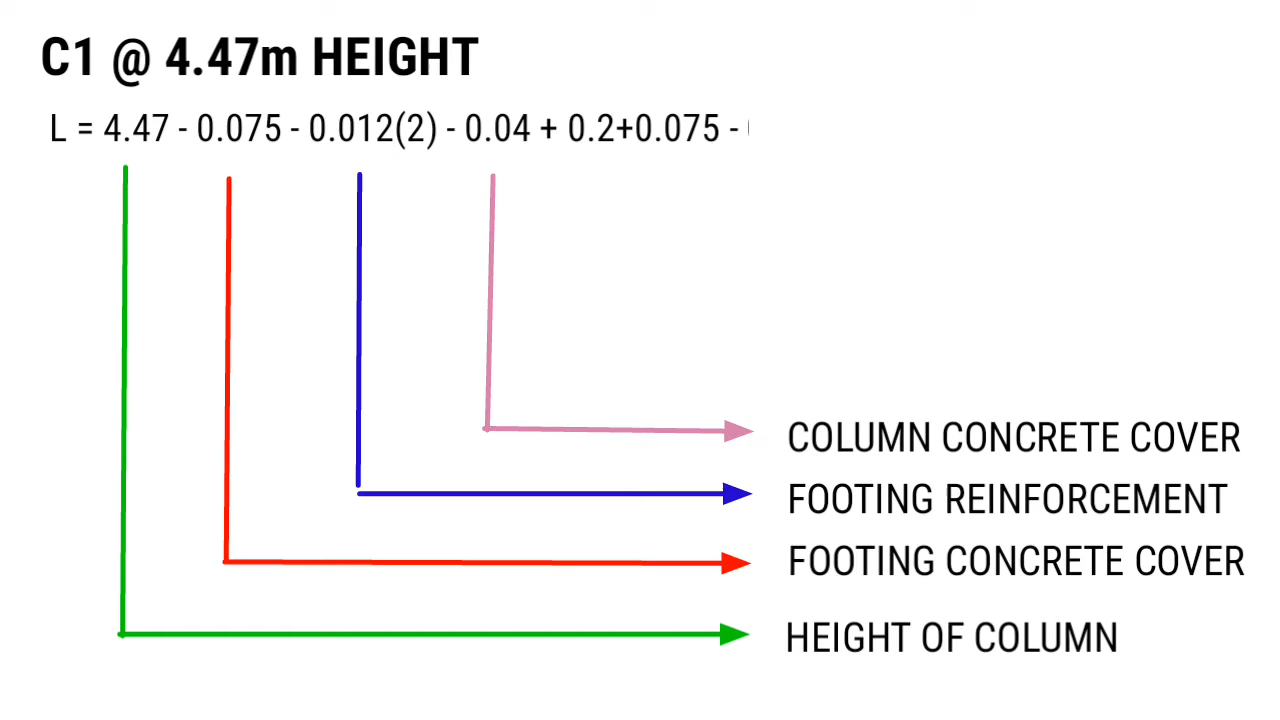 C1 @ 4.47m HEIGHT
L = 4.47 - 0.075 - 0.012(2) - 0.04 + 0.2+0.075 -
COLUMN CONCRETE COVER
FOOTING REINFORCEMENT
FOOTING CONCRETE COVER
HEIGHT OF COLUMN